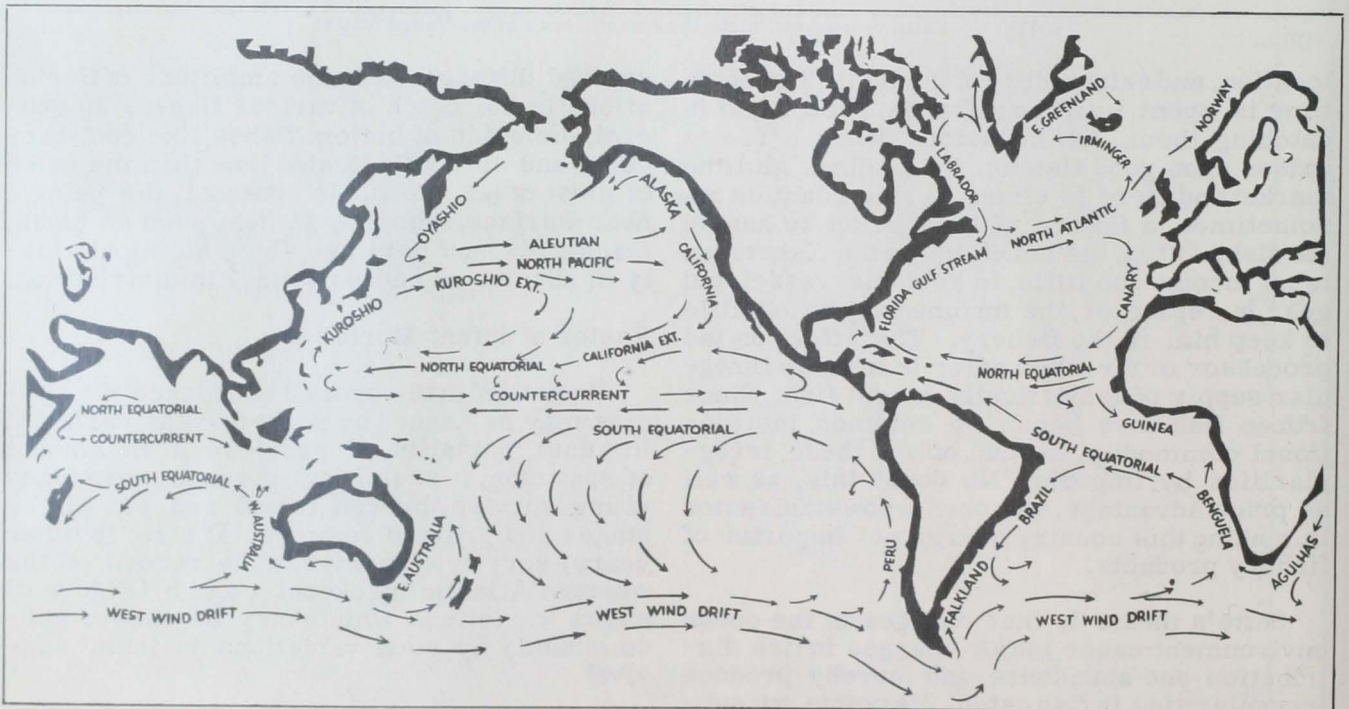 E. GREENLAND
IRMINGER
NORWAY
LABRADOR
ALASKA
OYASHIO
ALEUTIAN
NORTH PACIFIC
KUROSHIO EXT.
KUROSHIO
CALIFORNIA
NORTH ATLANTIC
FLORIDA GULF STREAM
CANARY
CALIFORNIA EXT.
NORTH EQUATORIAL
NORTH EQUATORIAL
COUNTERCURRENT
NORTH EQUATORIAL
COUNTERCURRENT
SOUTH EQUATORIAL
GUINEA
SOUTH EQUATORIAL
SOUTH EQUATORIAL
N.W. AUSTRALIA
E. AUSTRALIA
PERU
BRAZIL
BENGUELA
AGULHAS
FALKLAND
WEST WIND DRIFT
WEST WIND DRIFT
WEST WIND DRIFT